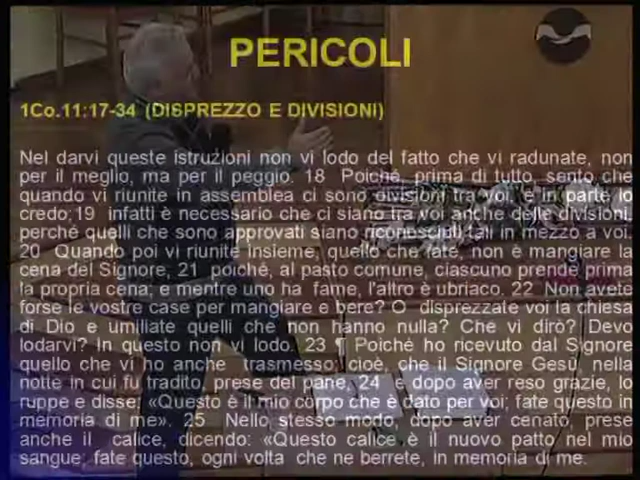 PERICOLI
1Co.11:17-34 (DISPREZZO E DIVISIONI)
Nel darvi queste istruzioni non vi lodo del fatto che vi radunate, non
per il meglio, ma per il peggio. 18 Poiché, prima di tutto, sento che
quando vi riunite in assemblea ci sono divisioni tra voi, e in parte lo
credo;19 infatti è necessario che ci siano tra voi anche delle divisioni,
perché quelli che sono approvati siano riconosciuti tali in mezzo a voi.
20 Quando poi vi riunite insieme, quello che fate, non è mangiare la
cena del Signore, 21 poiché, al pasto comune, ciascuno prende prima
la propria cena; e mentre uno ha fame, l'altro è ubriaco. 22 Non avete
forse le vostre case per mangiare e bere? O disprezzate voi la chiesa
di Dio e umiliate quelli che non hanno nulla? Che vi dirò? Devo
lodarvi? In questo non vi lodo. 23 ¶ Poiché ho ricevuto dal Signore
quello che vi ho anche trasmesso; cioè, che il Signore Gesù, nella
notte in cui fu tradito, prese del pane, 24 e dopo aver reso grazie, lo
ruppe e disse: «Questo è il mio corpo che è dato per voi; fate questo in
memoria di me». 25 Nello stesso modo, dopo aver cenato, prese
anche il calice, dicendo: «Questo calice è il nuovo patto nel mio
sangue; fate questo, ogni volta che ne berrete, in memoria di me.